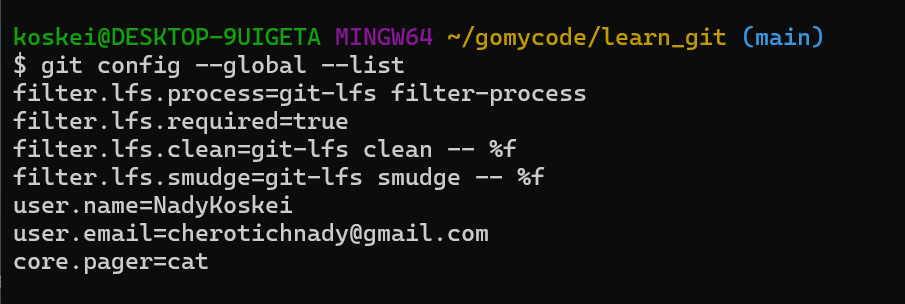 koskei@DESKTOP-9UIGETA MINGW64 ~/gomycode/learn_git (main)
$ git config --global --list
filter.lfs.process=git-lfs filter-process
filter.lfs.required=true
filter.lfs.clean=git-lfs clean -- %f
filter.lfs.smudge=git-lfs smudge -- %f
user.name=NadyKoskei
user.email=cherotichnady@gmail.com
core.pager=cat